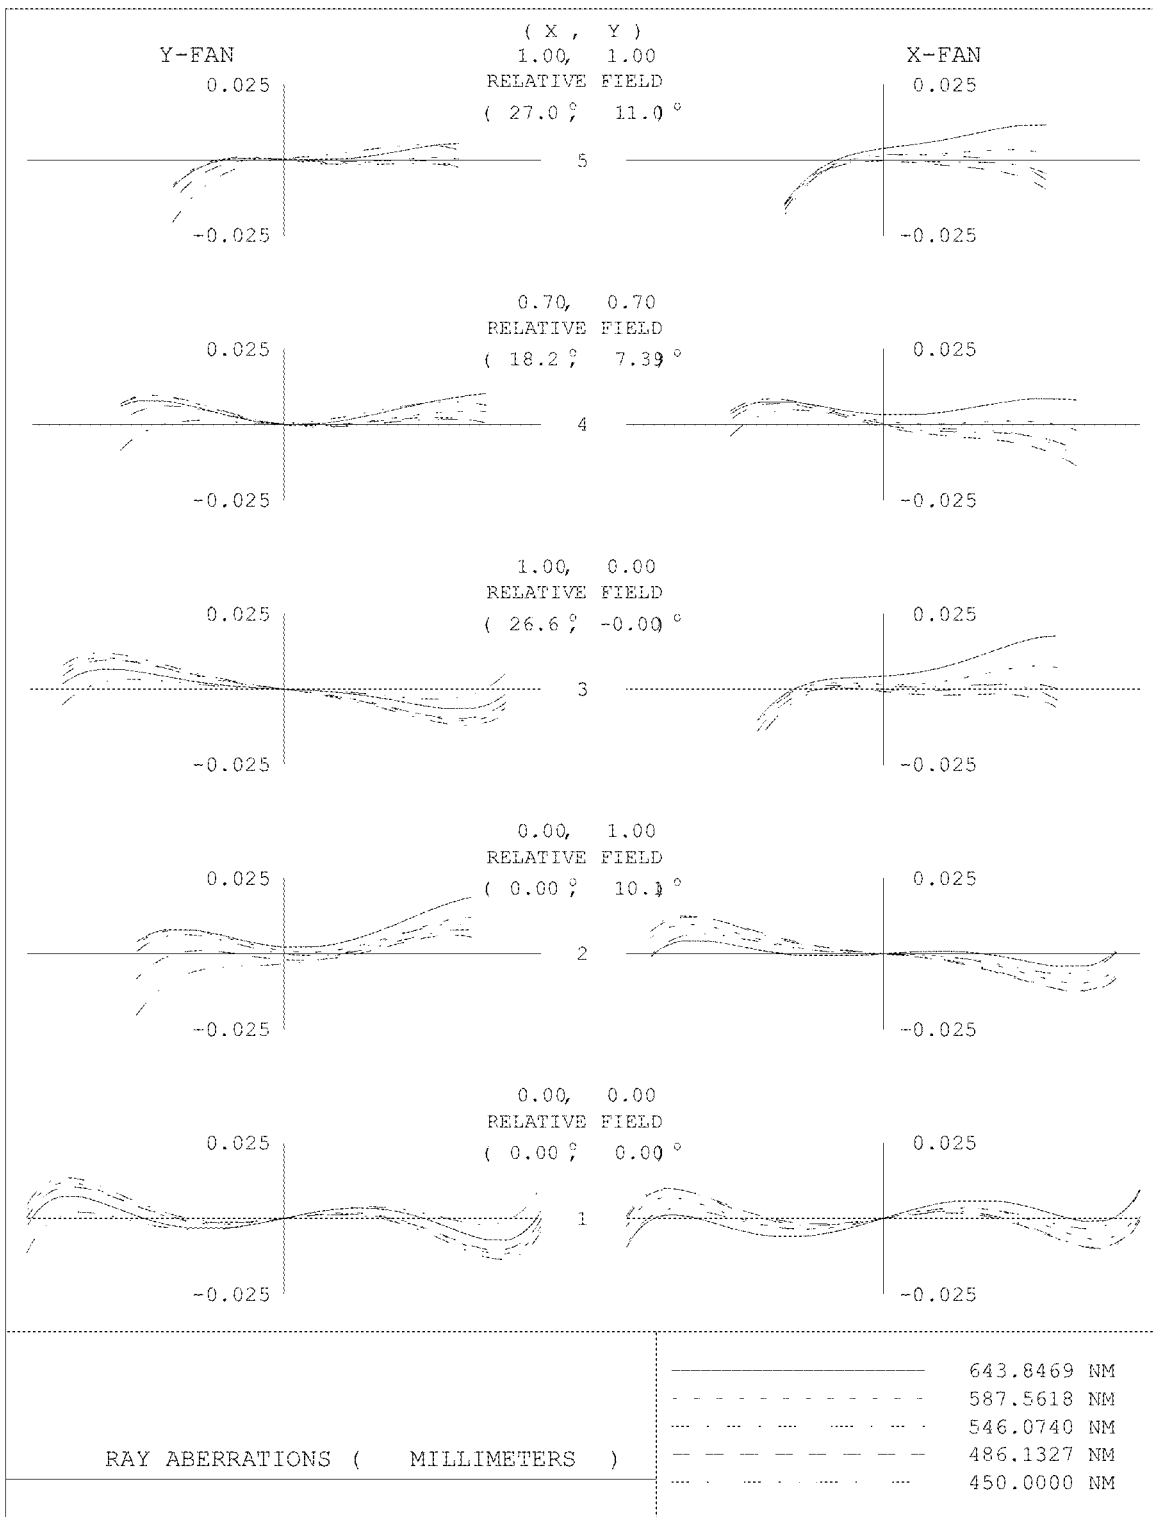 ( X , Y )
Y-FAN 1.00, 1.00 X-FAN
0.025 RELATIVE FIELD 0.025
( 27.0 °, 11.0 ) °
5
-0.025 -0.025
0.70, 0.70
RELATIVE FIELD
0.025 ( 18.2 °, 7.39 ) ° 0.025
4
-0.025 -0.025
1.00, 0.00
RELATIVE FIELD
0.025 ( 26.6 °, -0.00 ) ° 0.025
3
-0.025 -0.025
0.00, 1.00
RELATIVE FIELD
0.025 ( 0.00 °, 10.1 ) ° 0.025
2
-0.025 -0.025
0.00, 0.00
RELATIVE FIELD
0.025 ( 0.00 °, 0.00 ) ° 0.025
1
-0.025 -0.025
643.8469 NM
587.5618 NM
546.0740 NM
486.1327 NM
450.0000 NM
RAY ABERRATIONS ( MILLIMETERS )